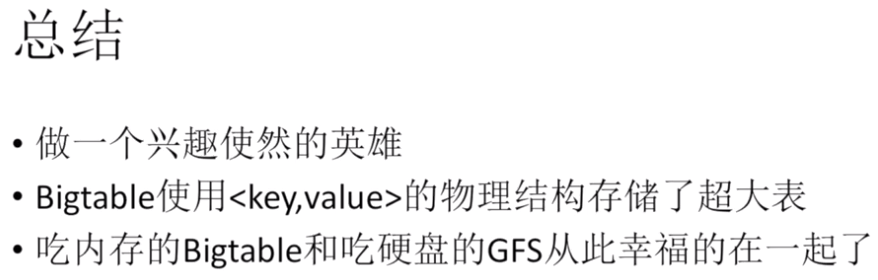 总结
• 做一个兴趣使然的英雄
• Bigtable使用<key,value>的物理结构存储了超大表
• 吃内存的Bigtable和吃硬盘的GFS从此幸福的在一起了